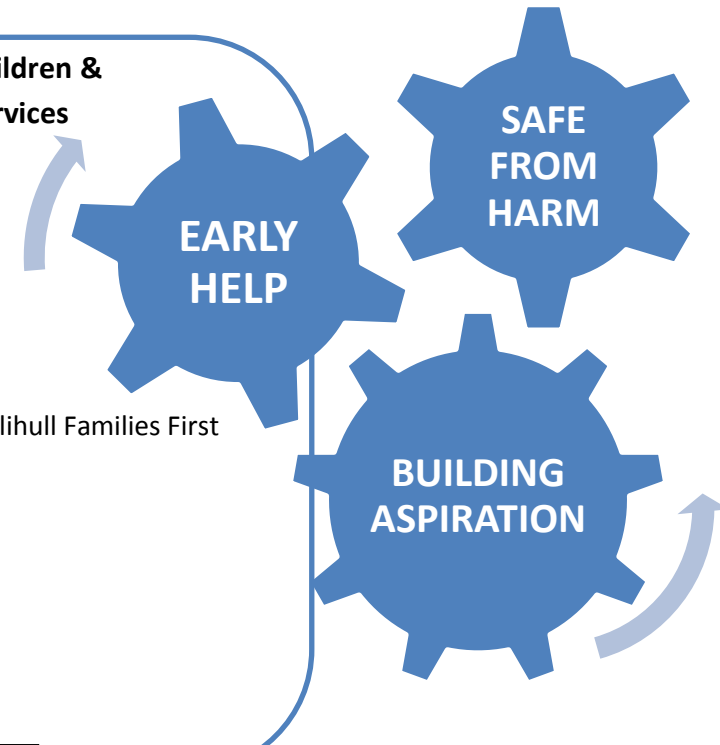 ildren &
rvices
SAFE
FROM
HARM
EARLY
HELP
lihull Families First
BUILDING
ASPIRATION